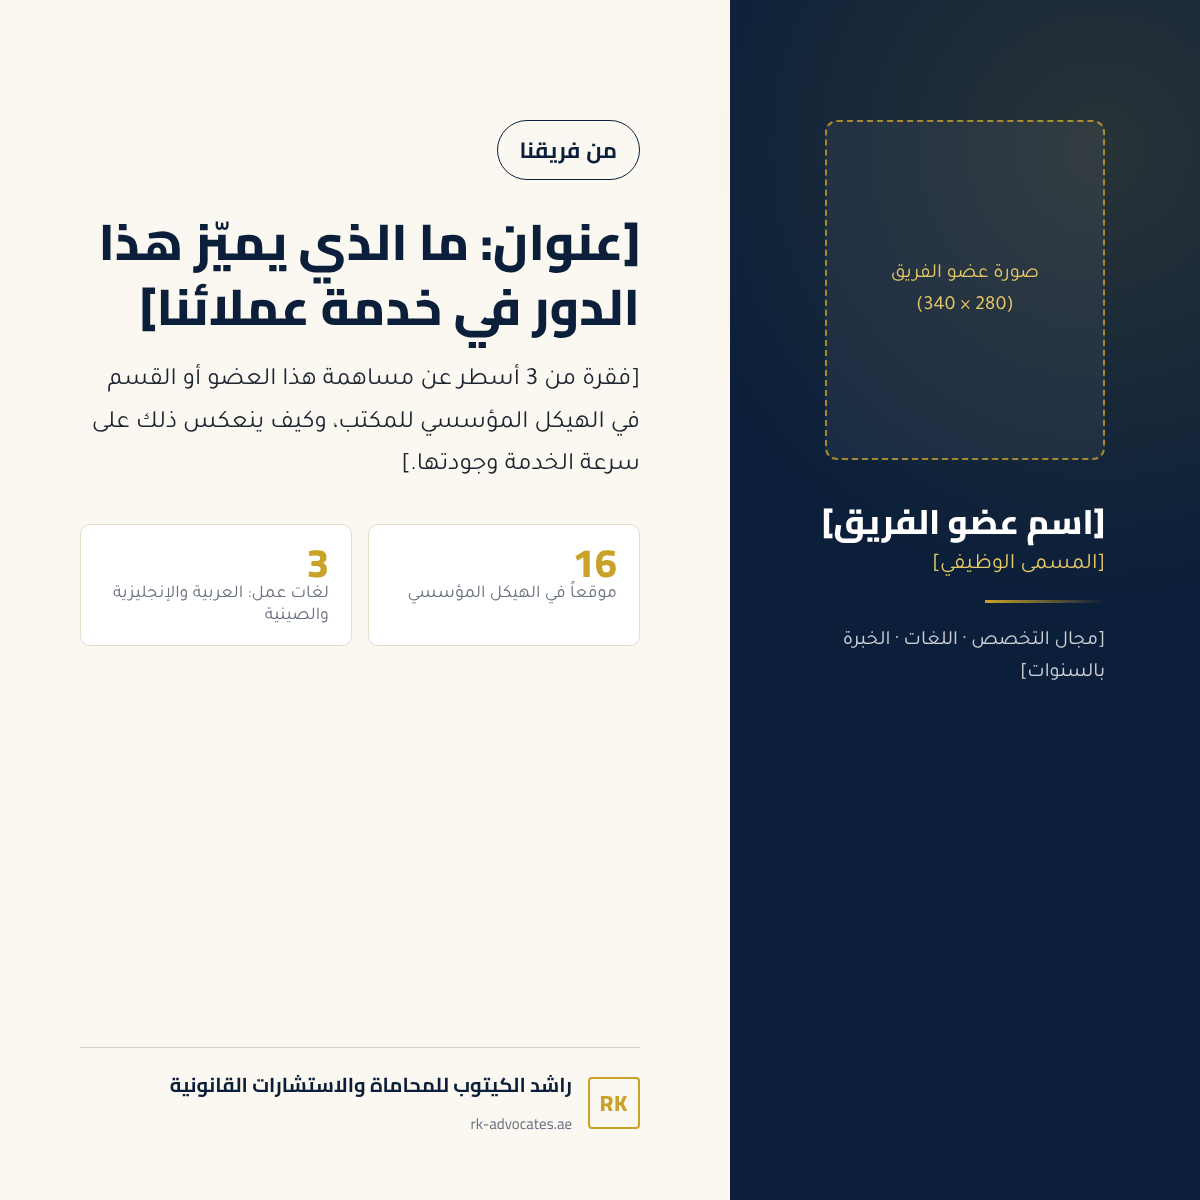 صورة عضو الفريق
(340 × 280)
[اسم عضو الفريق]
[المسمى الوظيفي]
[مجال التخصص · اللغات · الخبرة
بالسنوات]
من فريقنا
[عنوان: ما الذي يميّز هذا
الدور في خدمة عملائنا]
[فقرة من 3 أسطر عن مساهمة هذا العضو أو القسم
في الهيكل المؤسسي للمكتب، وكيف ينعكس ذلك على
سرعة الخدمة وجودتها.]
16
موقعاً في الهيكل المؤسسي
3
لغات عمل: العربية والإنجليزية
والصينية
RK
راشد الكيتوب للمحاماة والاستشارات القانونية
rk-advocates.ae